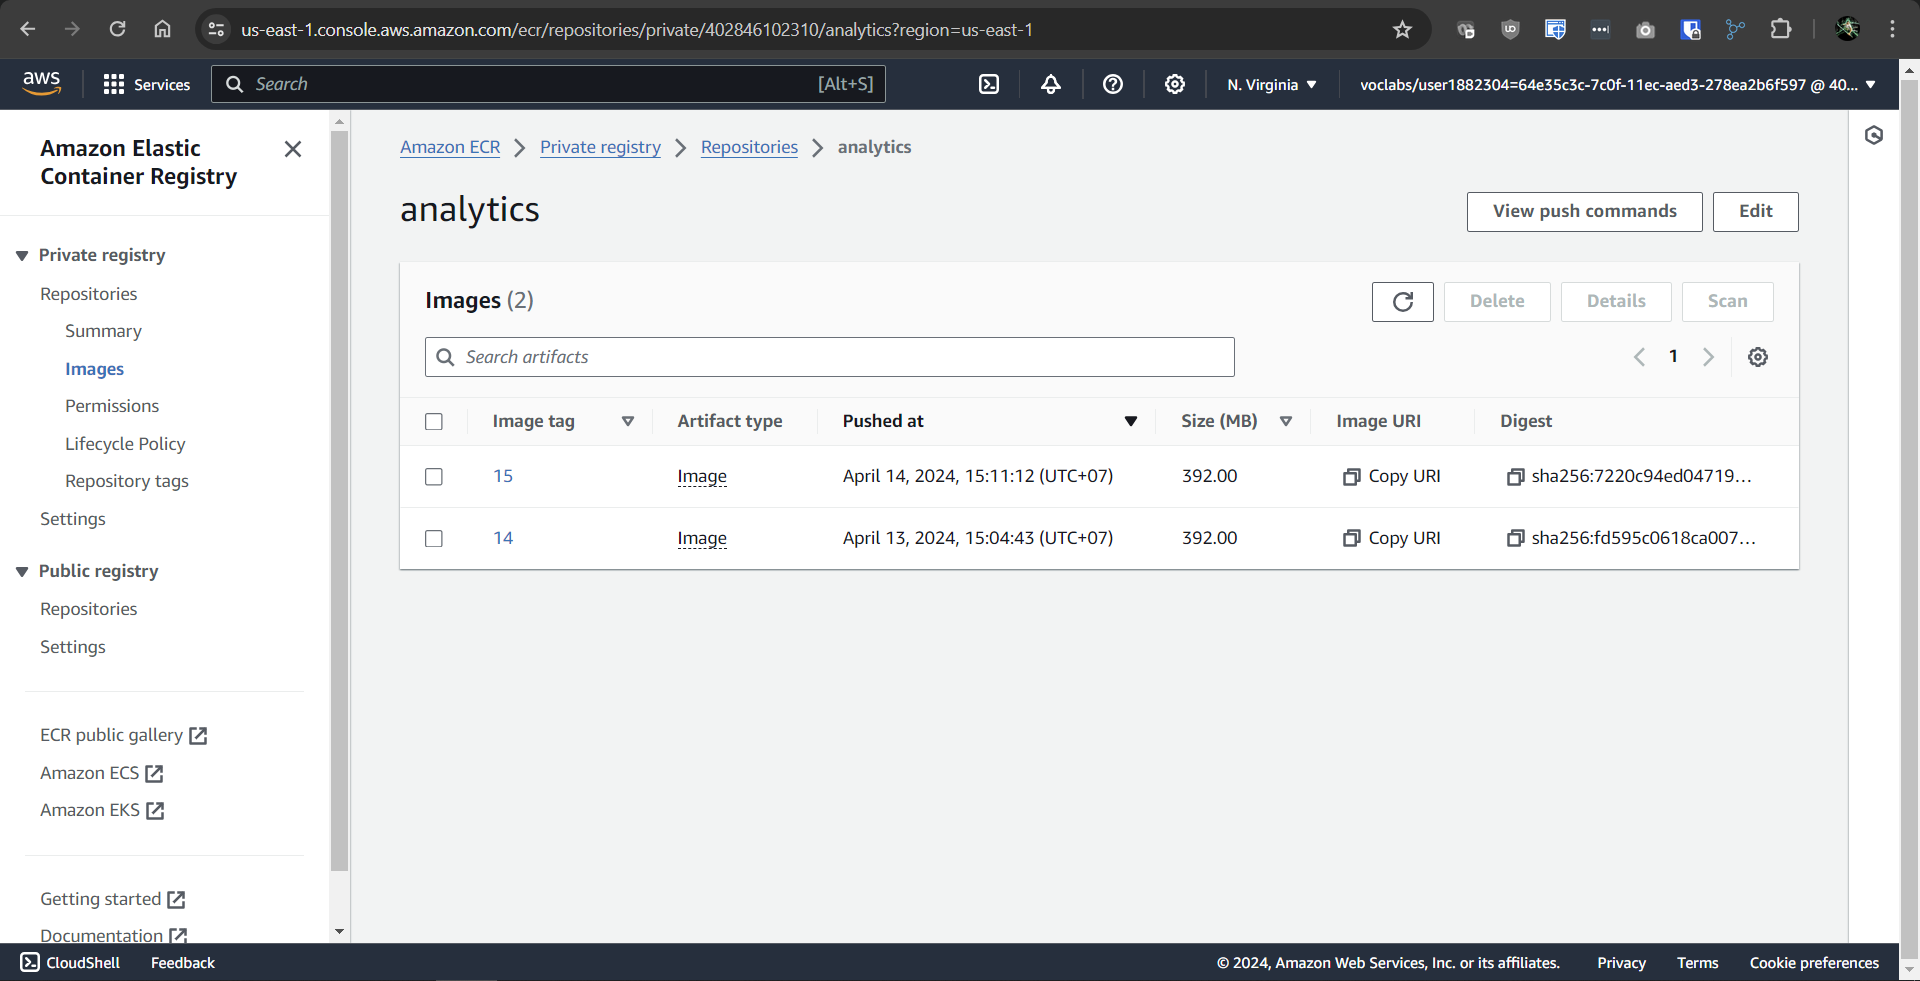 us-east-1.console.aws.amazon.com/ecr/repositories/private/402846102310/analytics?region=us-east-1
aws Services Search [Alt+S] N. Virginia voclabs/user1882304=64e35c3c-7c0f-11ec-aed3-278ea2b6f597 @ 40...
Amazon Elastic
Container Registry
Private registry
Repositories
Summary
Images
Permissions
Lifecycle Policy
Repository tags
Settings
Public registry
Repositories
Settings
ECR public gallery
Amazon ECS
Amazon EKS
Getting started
Documentation
Amazon ECR Private registry Repositories analytics
analytics
View push commands Edit
Images (2)
Delete Details Scan
Search artifacts
1
Image tag Artifact type Pushed at Size (MB) Image URI Digest
15 Image April 14, 2024, 15:11:12 (UTC+07) 392.00 Copy URI sha256:7220c94ed04719...
14 Image April 13, 2024, 15:04:43 (UTC+07) 392.00 Copy URI sha256:fd595c0618ca007...
CloudShell Feedback © 2024, Amazon Web Services, Inc. or its affiliates. Privacy Terms Cookie preferences